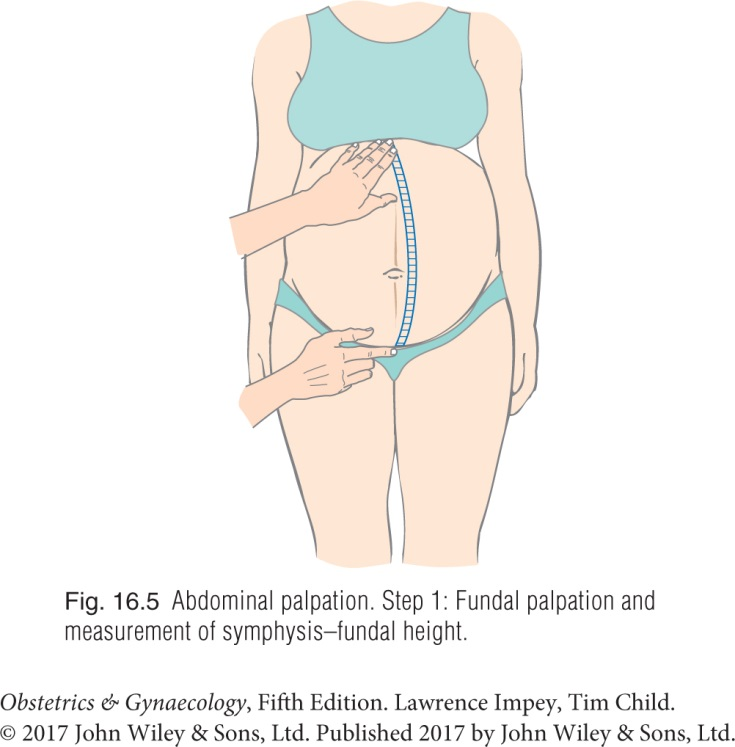 Fig. 16.5 Abdominal palpation. Step 1: Fundal palpation and
measurement of symphysis–fundal height.
Obstetrics & Gynaecology, Fifth Edition. Lawrence Impey, Tim Child.
© 2017 John Wiley & Sons, Ltd. Published 2017 by John Wiley & Sons, Ltd.